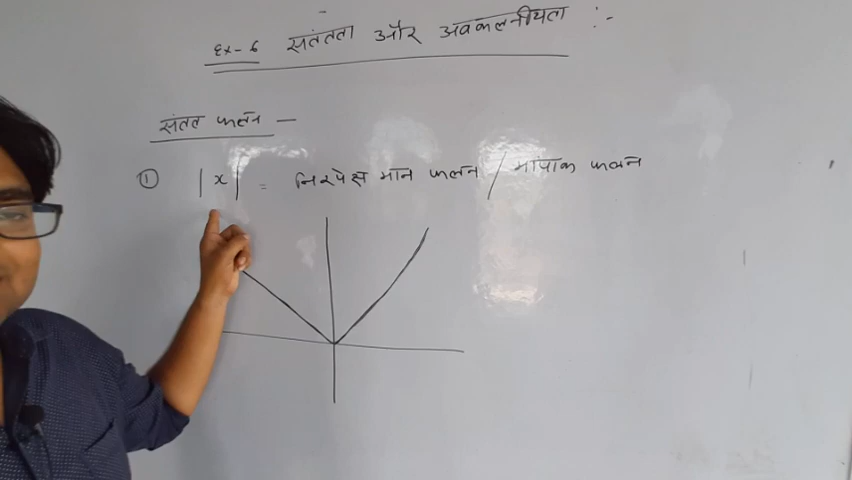 Ex-6 संततता और अवकलनीयता :-
संतत फलन —
① |x| = निरपेक्ष मान फलन / मापांक फलन